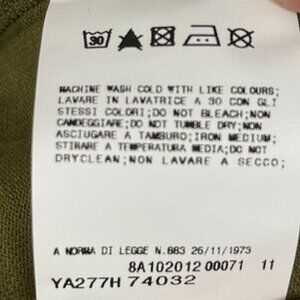 30
MACHINE WASH COLD WITH LIKE COLOURS;
LAVARE IN LAVATRICE A 30 CON GLI
STESSI COLORI;DO NOT BLEACH;NON
CANDEGGIARE;DO NOT TUMBLE DRY;NON
ASCIUGARE A TAMBURO;IRON MEDIUM;
STIRARE A TEMPERATURA MEDIA;DO NOT
DRYCLEAN;NON LAVARE A SECCO;
A NORMA DI LEGGE N.883 26/11/1973
8A102012 00071 11
YA277H 74032